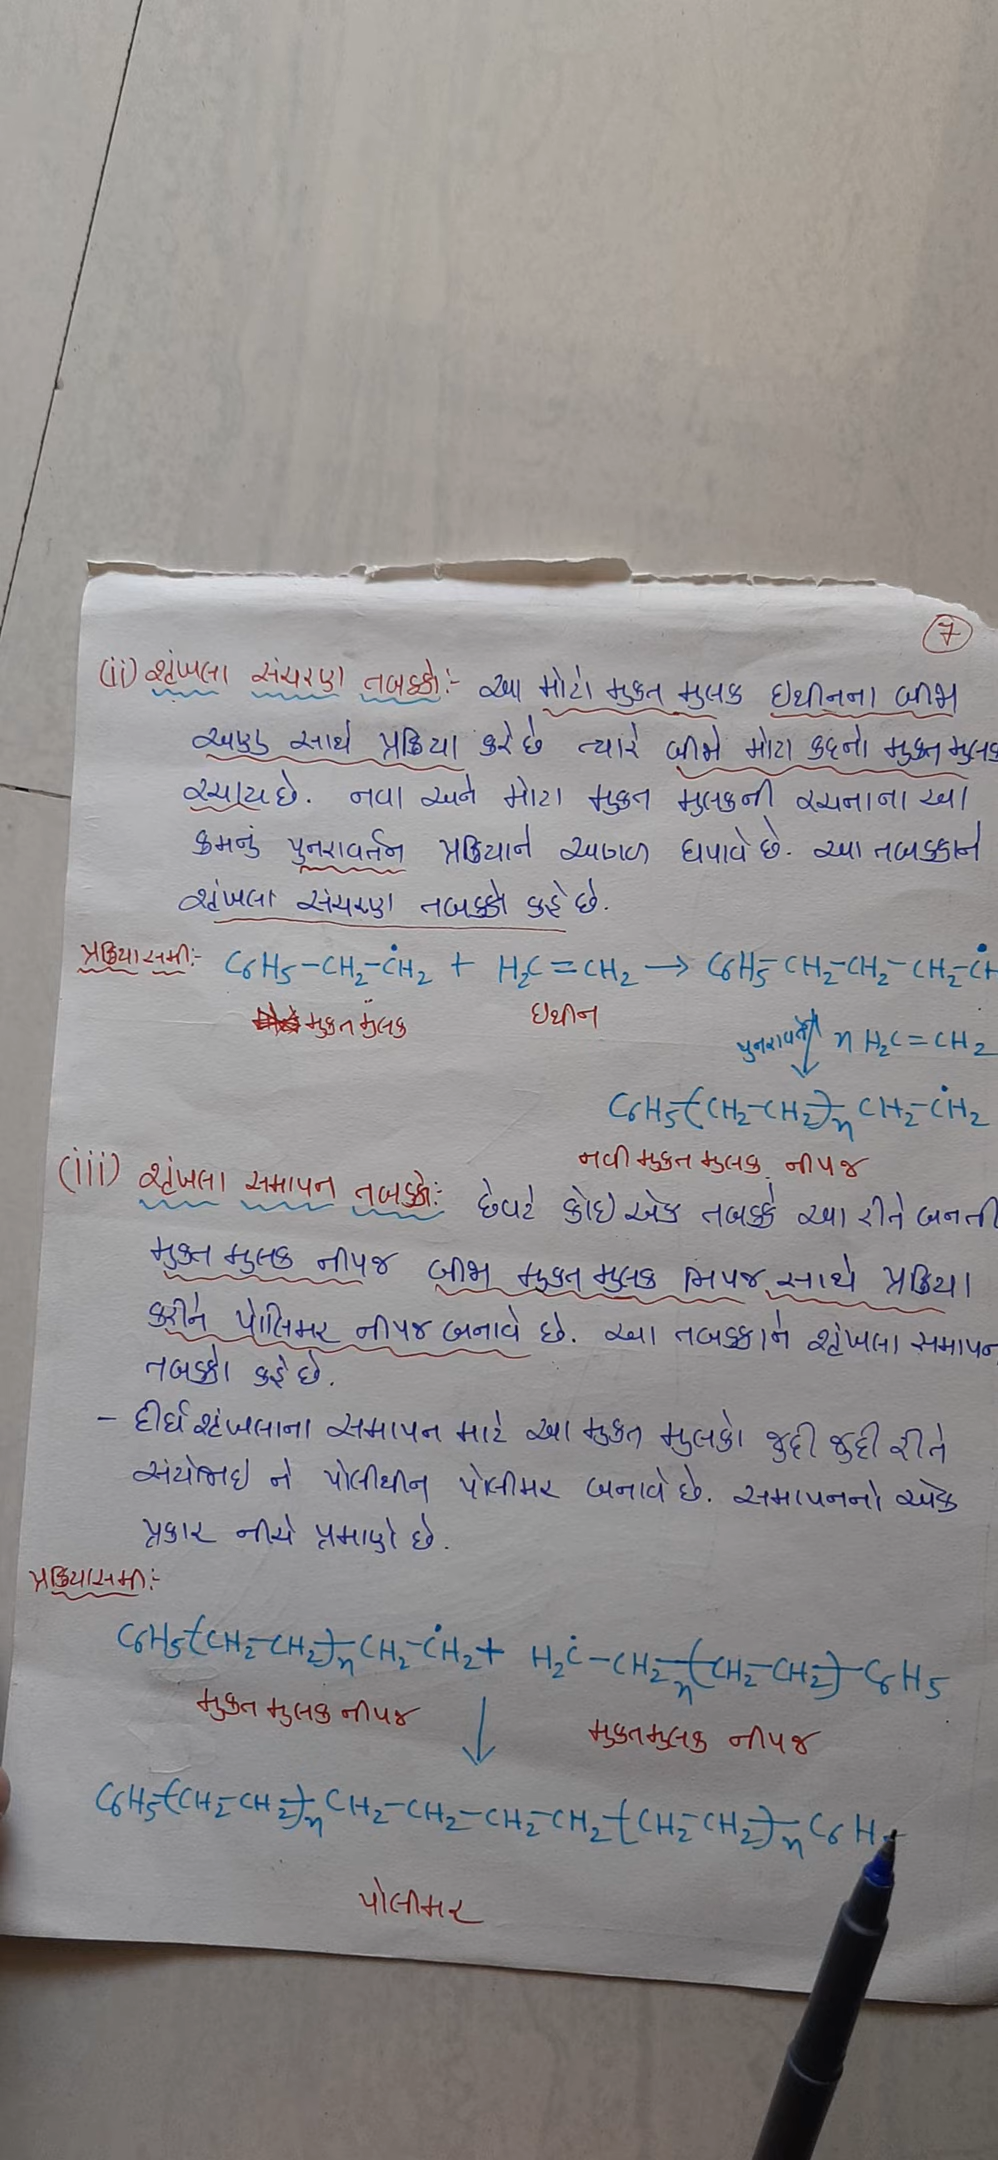 7
(ii) શૃંખલા સંચરણ તબક્કો:- આ મોટો મુક્ત મુલક ઇથીનના બીજા
અણુ સાથે પ્રક્રિયા કરે છે ત્યારે બીજો મોટા કદનો મુક્ત મુલક
રચાય છે. નવા અને મોટા મુક્ત મુલકની રચનાના આ
ક્રમનું પુનરાવર્તન પ્રક્રિયાને આગળ ધપાવે છે. આ તબક્કાને
શૃંખલા સંચરણ તબક્કો કહે છે.
પ્રક્રિયા સમી:- C6H5-CH2-ĊH2 + H2C=CH2 → C6H5-CH2-CH2-CH2-ĊH
મુક્ત મુલક ઇથીન
n H2C=CH2
↓
C6H5-(CH2-CH2)n-CH2-ĊH2
નવી મુક્ત મુલક નીપજ
(iii) શૃંખલા સમાપન તબક્કો:- છેવટે કોઇ એક તબક્કે આ રીતે બનતી
મુક્ત મુલક નીપજ બીજી મુક્ત મુલક નિપજ સાથે પ્રક્રિયા
કરીને પોલિમર નીપજ બનાવે છે. આ તબક્કાને શૃંખલા સમાપન
તબક્કો કહે છે.
- દીર્ઘ શૃંખલાના સમાપન માટે આ મુક્ત મુલકો જુદી જુદી રીતે
સંયોજાઇ ને પોલીથીન પોલીમર બનાવે છે. સમાપનનો એક
પ્રકાર નીચે પ્રમાણે છે.
પ્રક્રિયા સમી:-
C6H5-(CH2-CH2)n-CH2-ĊH2 + H2Ċ-CH2-n(CH2-CH2)-C6H5
મુક્ત મુલક નીપજ ↓ મુક્ત મુલક નીપજ
C6H5-(CH2-CH2)n-CH2-CH2-CH2-CH2-(CH2-CH2)n-C6H
પોલીમર